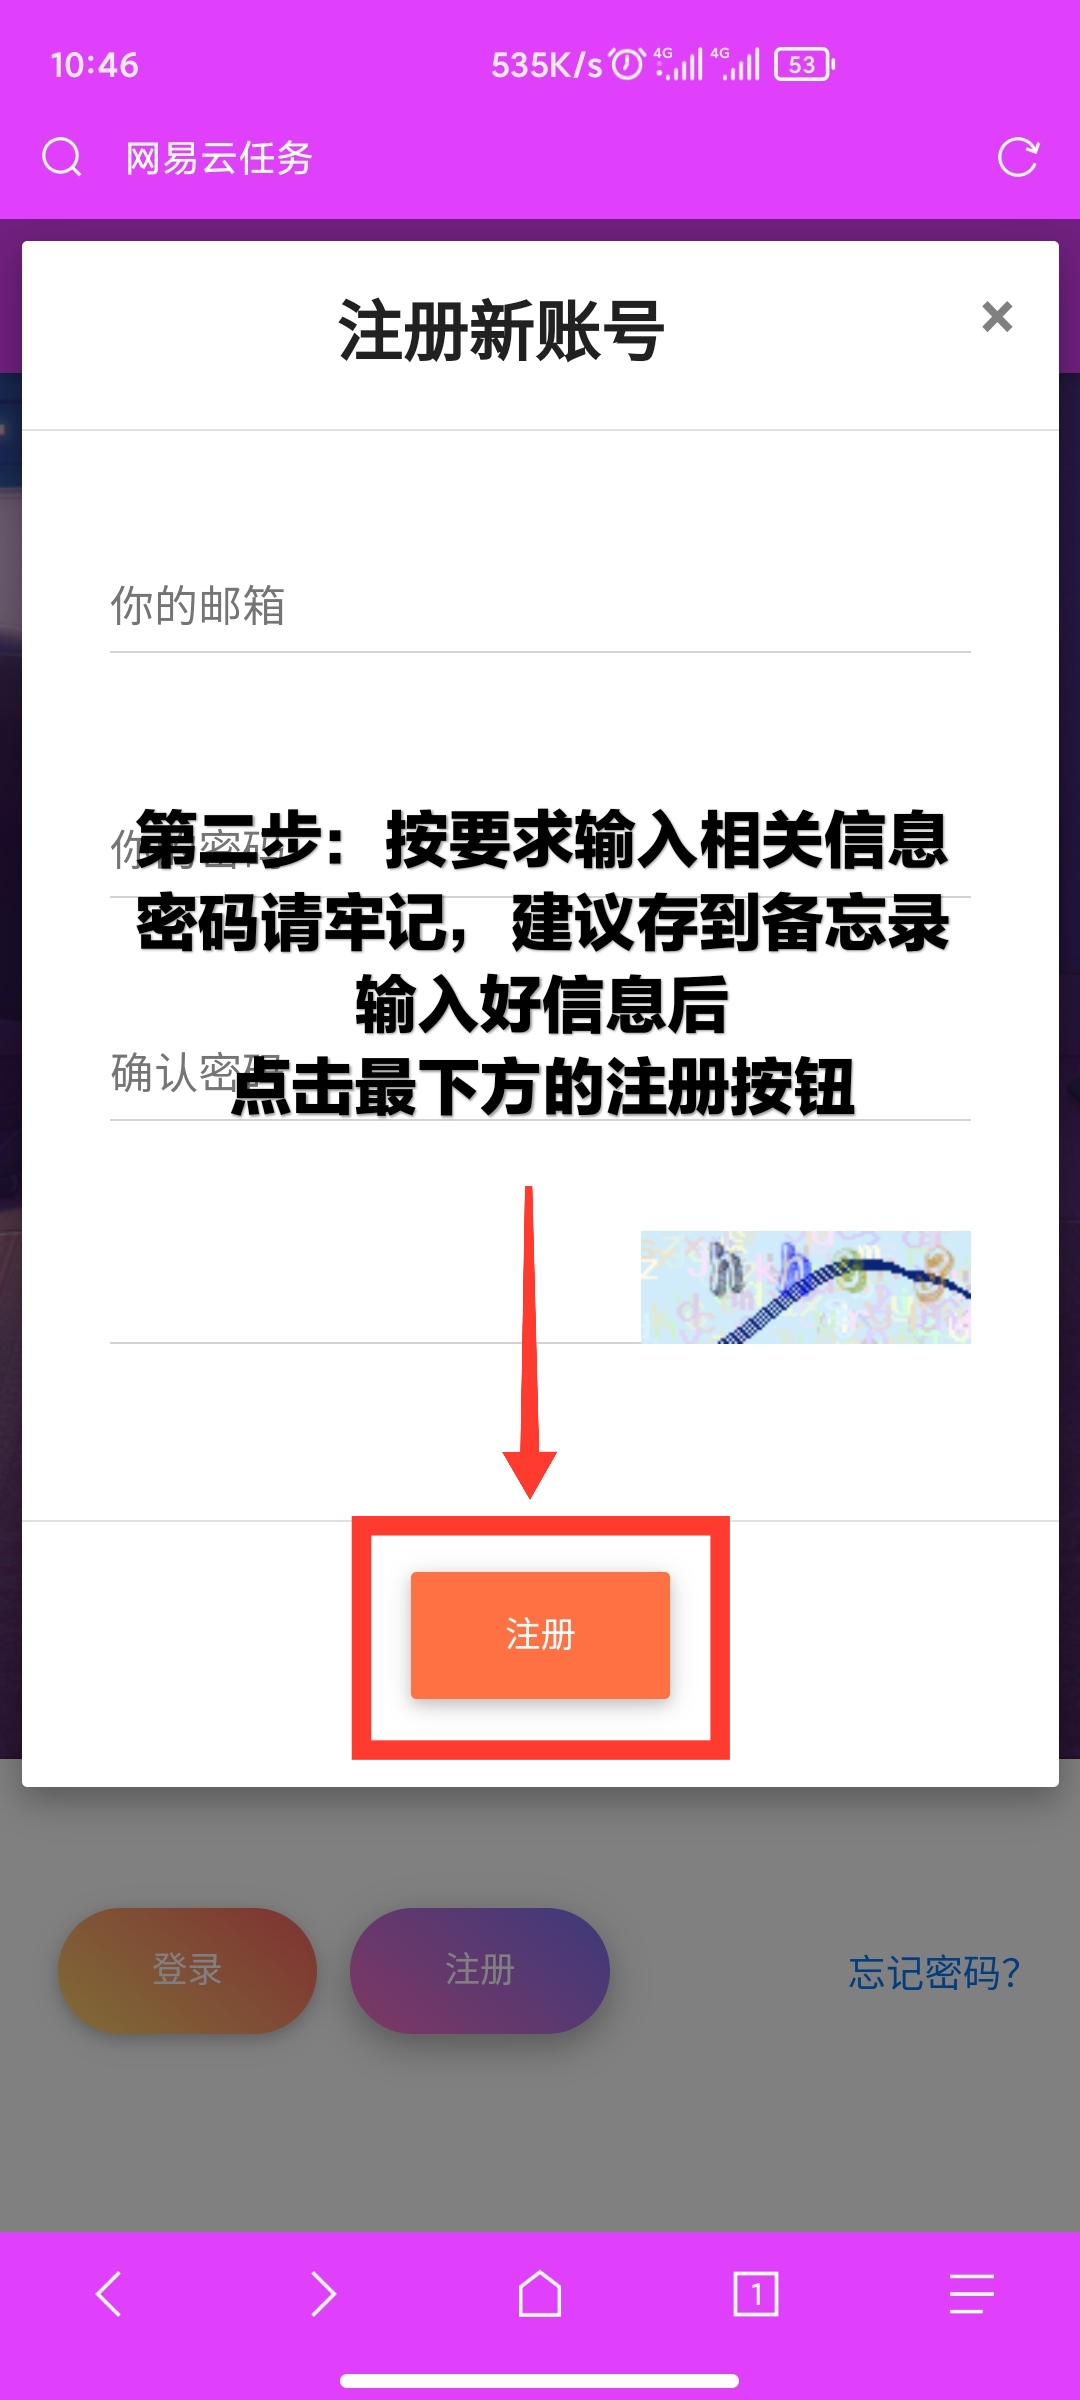 10:46 535K/s 4G 4G 53
网易云任务
注册新账号
你的邮箱
你的密码
第二步：按要求输入相关信息
密码请牢记，建议存到备忘录
输入好信息后
确认密码
点击最下方的注册按钮
注册
登录 注册 忘记密码?
1